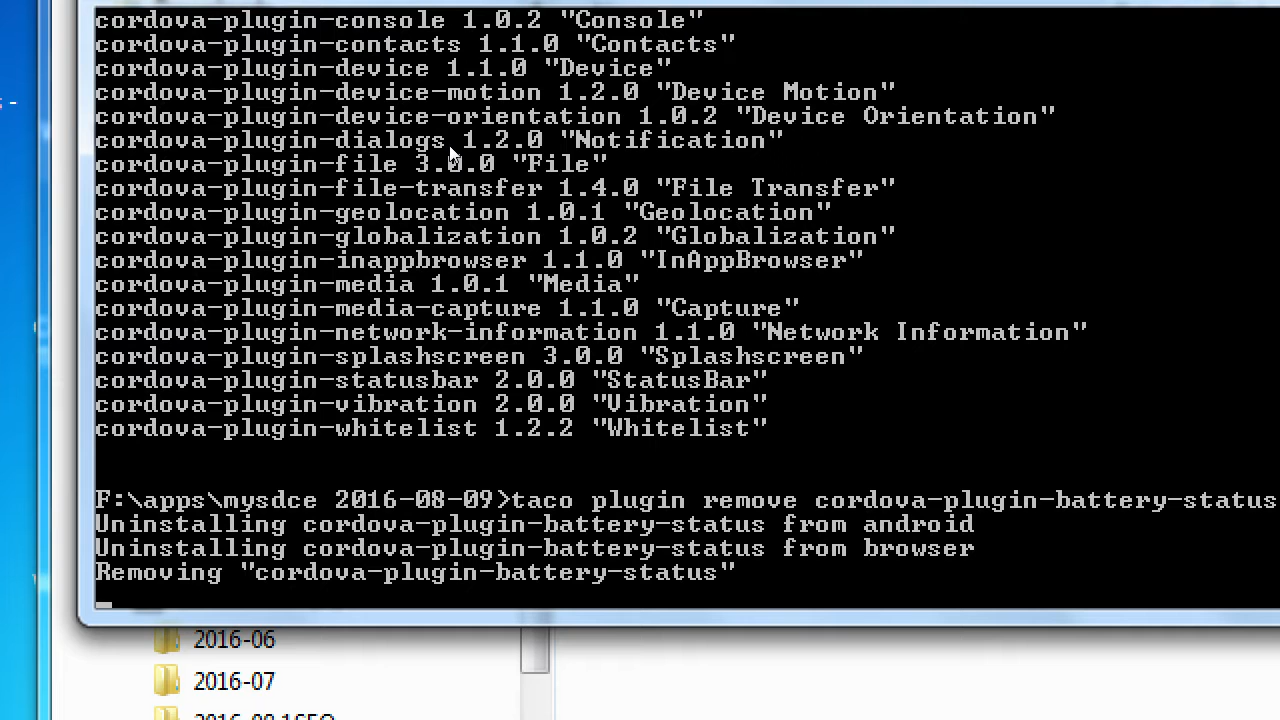 cordova-plugin-console 1.0.2 "Console"
cordova-plugin-contacts 1.1.0 "Contacts"
cordova-plugin-device 1.1.0 "Device"
cordova-plugin-device-motion 1.2.0 "Device Motion"
cordova-plugin-device-orientation 1.0.2 "Device Orientation"
cordova-plugin-dialogs 1.2.0 "Notification"
cordova-plugin-file 3.0.0 "File"
cordova-plugin-file-transfer 1.4.0 "File Transfer"
cordova-plugin-geolocation 1.0.1 "Geolocation"
cordova-plugin-globalization 1.0.2 "Globalization"
cordova-plugin-inappbrowser 1.1.0 "InAppBrowser"
cordova-plugin-media 1.0.1 "Media"
cordova-plugin-media-capture 1.1.0 "Capture"
cordova-plugin-network-information 1.1.0 "Network Information"
cordova-plugin-splashscreen 3.0.0 "Splashscreen"
cordova-plugin-statusbar 2.0.0 "StatusBar"
cordova-plugin-vibration 2.0.0 "Vibration"
cordova-plugin-whitelist 1.2.2 "Whitelist"
F:\apps\mysdce 2016-08-09>taco plugin remove cordova-plugin-battery-status
Uninstalling cordova-plugin-battery-status from android
Uninstalling cordova-plugin-battery-status from browser
Removing "cordova-plugin-battery-status"
2016-06
2016-07